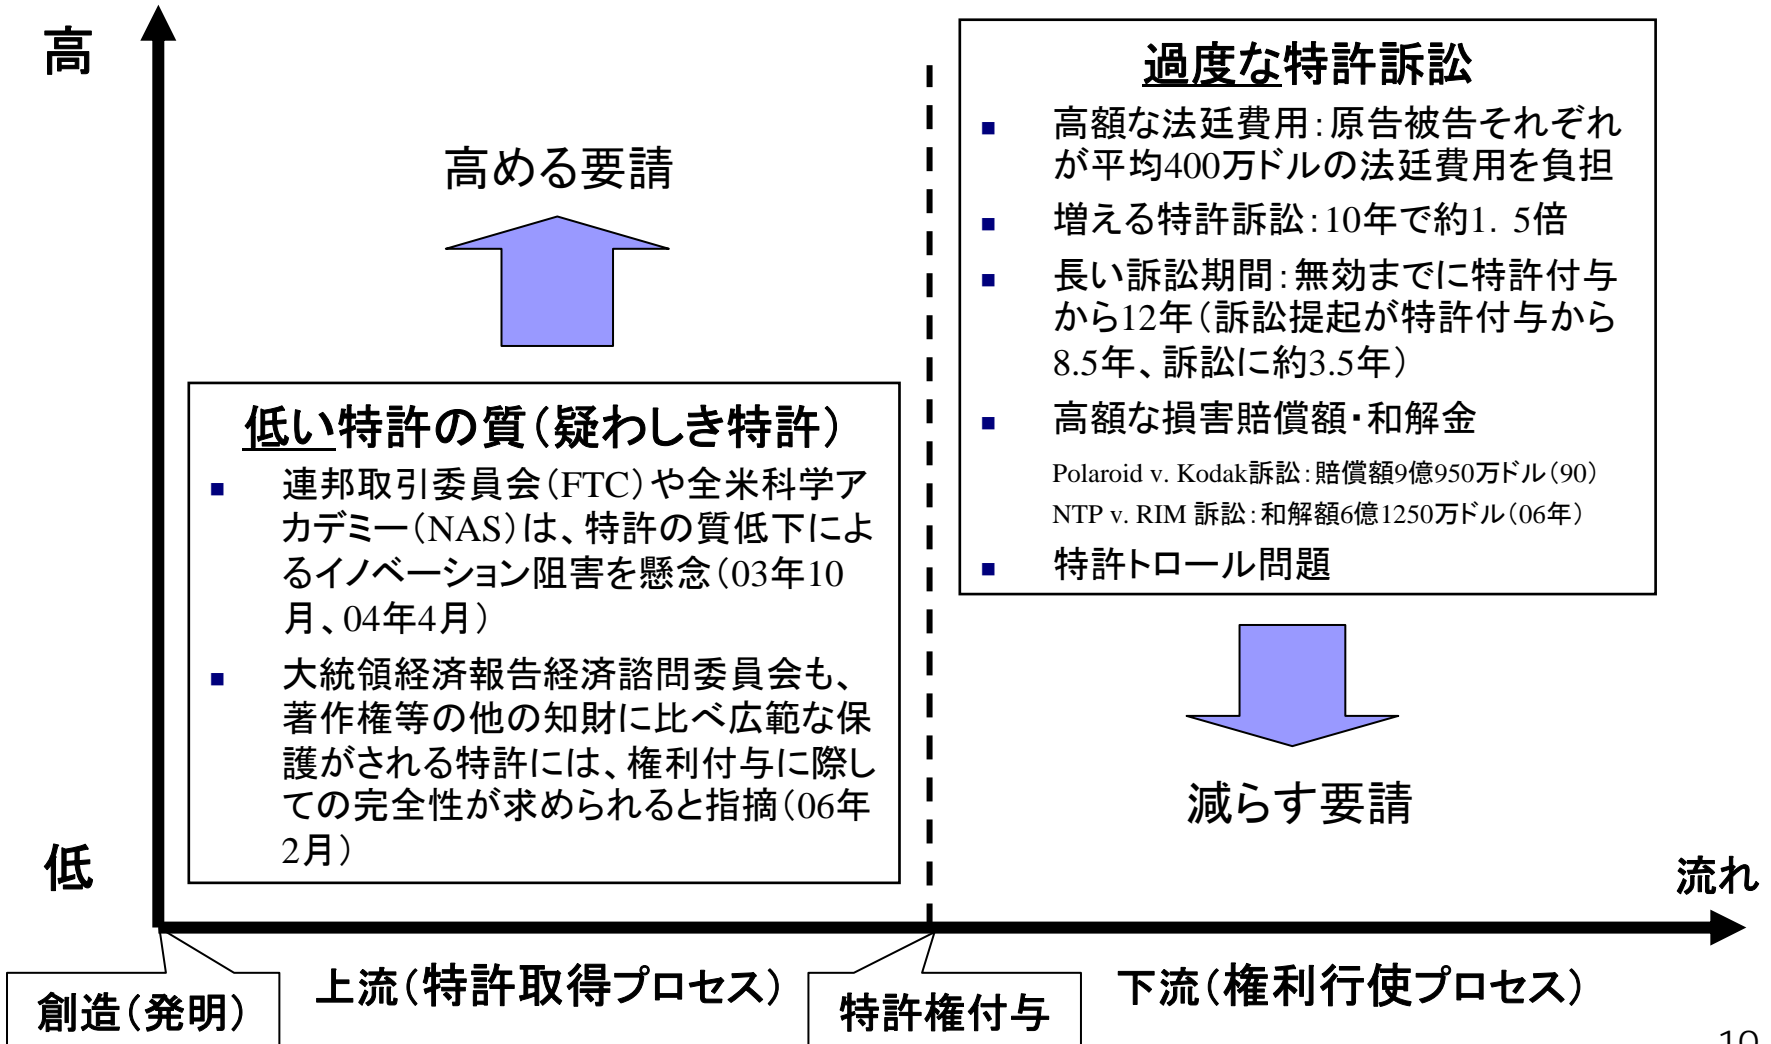 高
高める要請
低い特許の質（疑わしき特許）
■ 連邦取引委員会（FTC）や全米科学ア
カデミー（NAS）は、特許の質低下によ
るイノベーション阻害を懸念（03年10
月、04年4月）
■ 大統領経済報告経済諮問委員会も、
著作権等の他の知財に比べ広範な保
護がされる特許には、権利付与に際し
ての完全性が求められると指摘（06年
2月）
低
過度な特許訴訟
■ 高額な法廷費用：原告被告それぞれ
が平均400万ドルの法廷費用を負担
■ 増える特許訴訟：10年で約1．5倍
■ 長い訴訟期間：無効までに特許付与
から12年（訴訟提起が特許付与から
8.5年、訴訟に約3.5年）
■ 高額な損害賠償額・和解金
Polaroid v. Kodak訴訟：賠償額9億950万ドル（90）
NTP v. RIM 訴訟：和解額6億1250万ドル（06年）
■ 特許トロール問題
減らす要請
流れ
創造（発明）
上流（特許取得プロセス）
特許権付与
下流（権利行使プロセス）
10